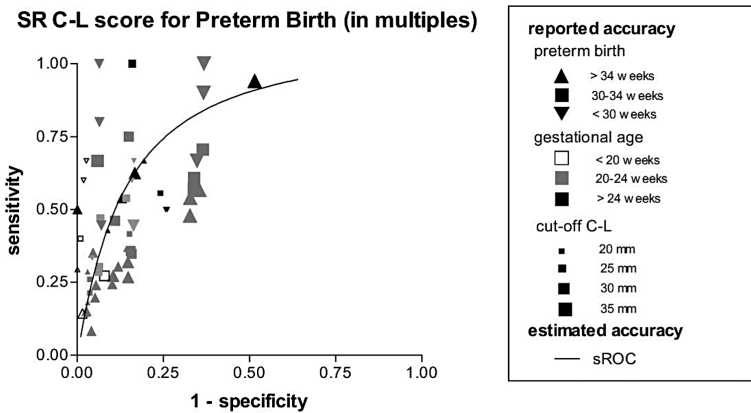 SR C-L score for Preterm Birth (in multiples)
1.00
0.75
0.50
0.25
0.00
sensitivity
0.00 0.25 0.50 0.75 1.00
1 - specificity
reported accuracy
preterm birth
> 34 weeks
30-34 weeks
< 30 weeks
gestational age
< 20 weeks
20-24 weeks
> 24 weeks
cut-off C-L
20 mm
25 mm
30 mm
35 mm
estimated accuracy
sROC